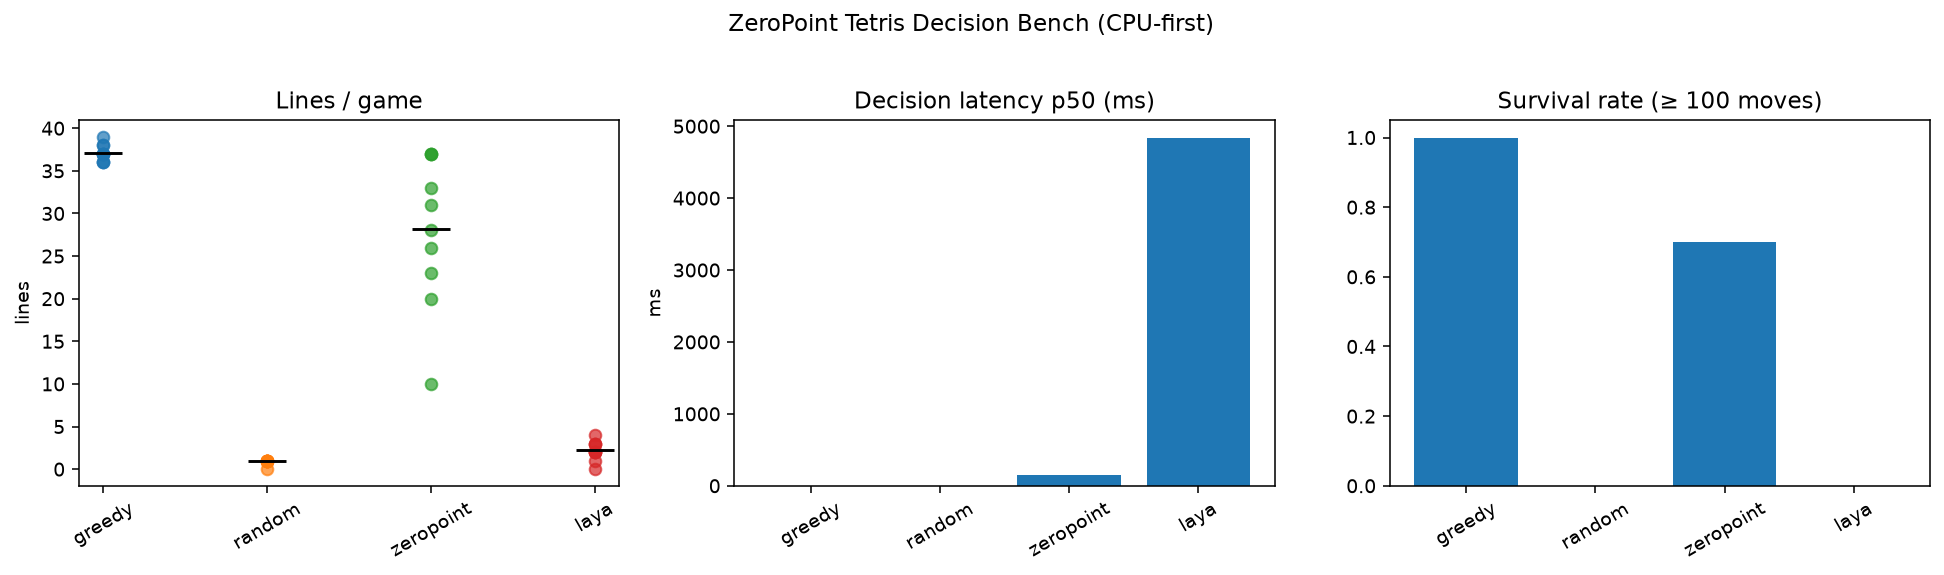 ZeroPoint Tetris Decision Bench (CPU-first)
Lines / game
lines
40
35
30
25
20
15
10
5
0
greedy
random
zeropoint
laya
Decision latency p50 (ms)
ms
5000
4000
3000
2000
1000
0
greedy
random
zeropoint
laya
Survival rate (≥ 100 moves)
1.0
0.8
0.6
0.4
0.2
0.0
greedy
random
zeropoint
laya